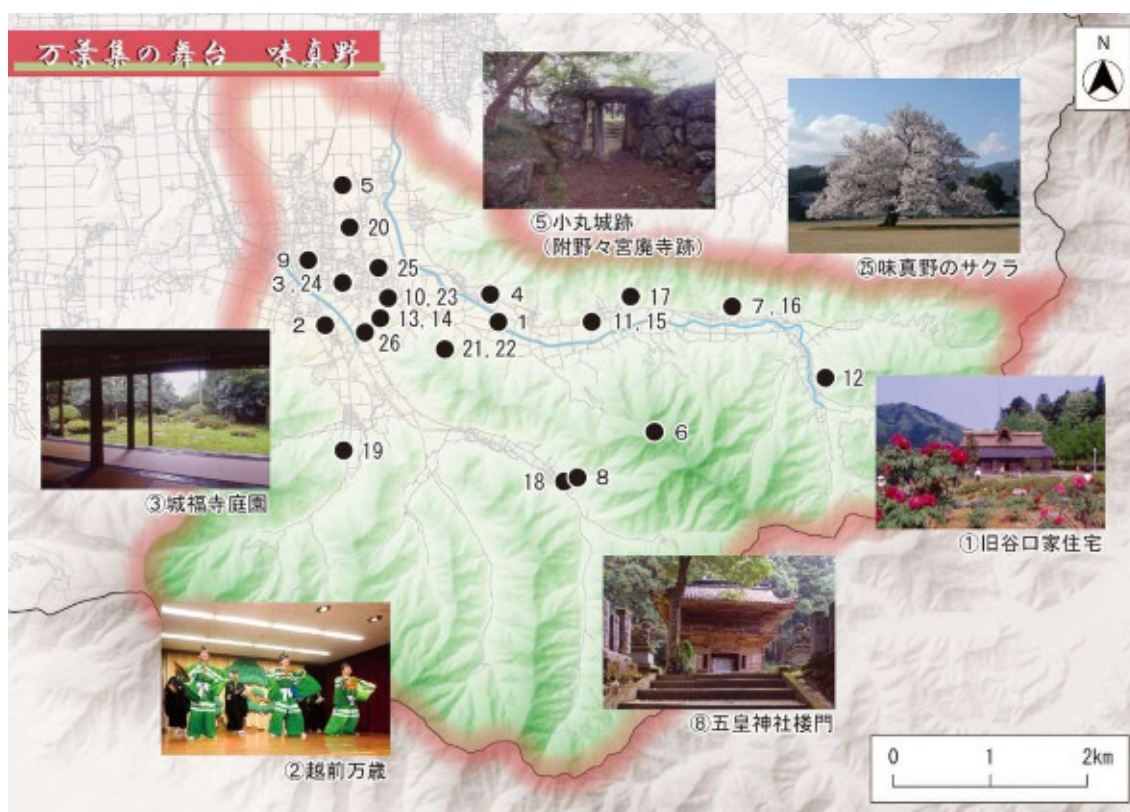 万葉集の舞台 味真野
N
⑤小丸城跡
(附野々宮廃寺跡)
㉕味真野のサクラ
5
20
9
25
3,24
10,23
4
17
7,16
13,14
1
11,15
2
26
21,22
12
6
19
18
8
③城福寺庭園
①旧谷口家住宅
⑧五皇神社楼門
②越前万歳
0 1 2km